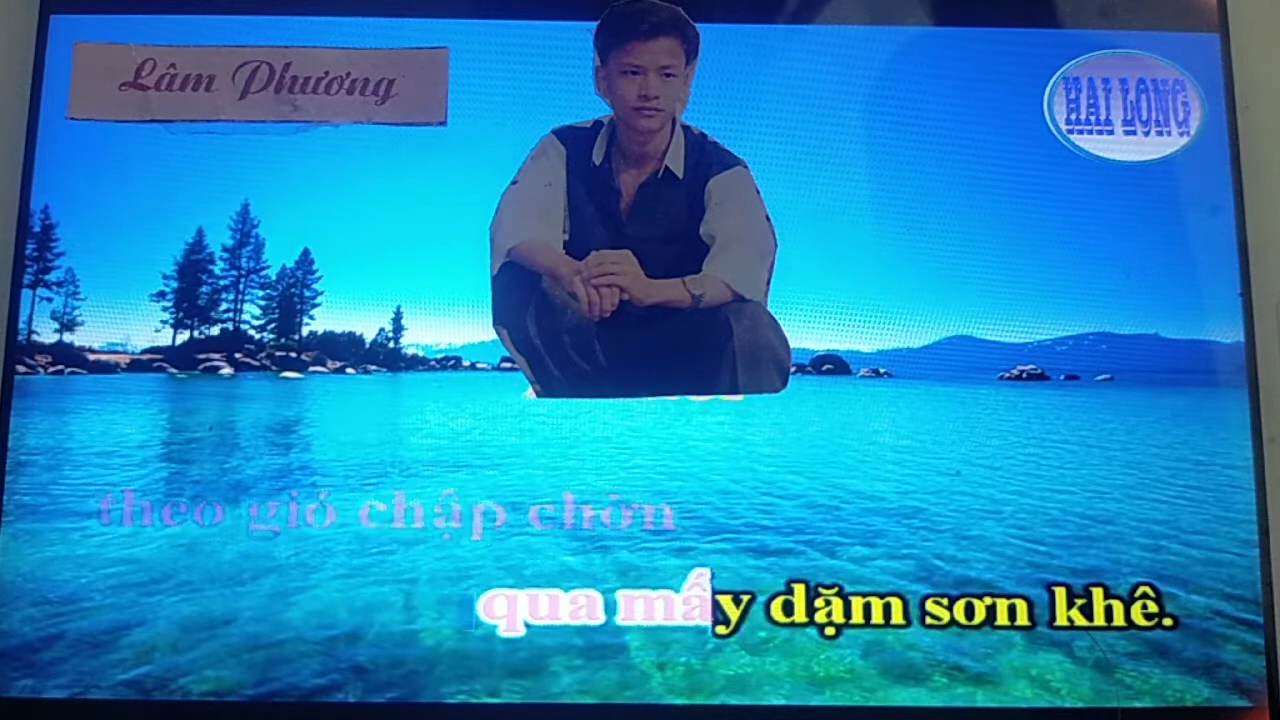 Lâm Phương
HAI LONG
theo gió chập chờn
qua mấy dặm sơn khê.